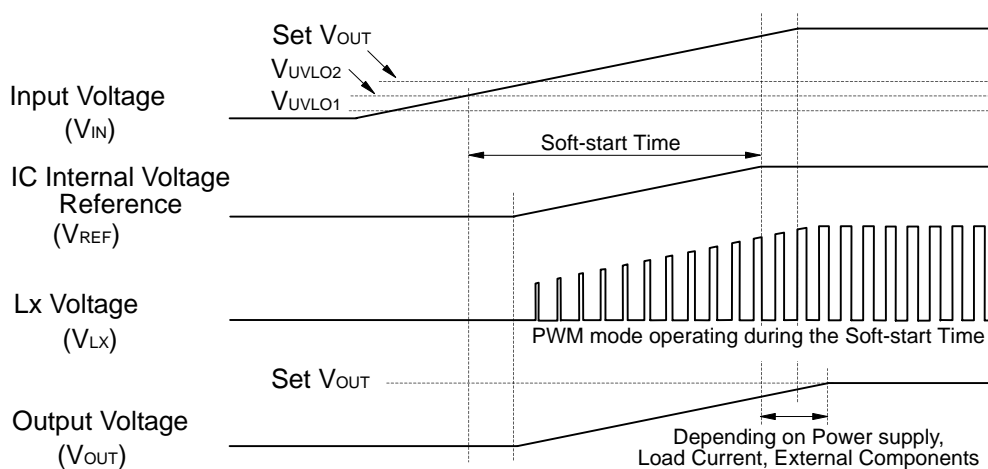 Set VOUT
VUVLO2
VUVLO1
Input Voltage
(VIN)
Soft-start Time
IC Internal Voltage
Reference
(VREF)
Lx Voltage
(VLX)
PWM mode operating during the Soft-start Time
Set VOUT
Output Voltage
(VOUT)
Depending on Power supply,
Load Current, External Components